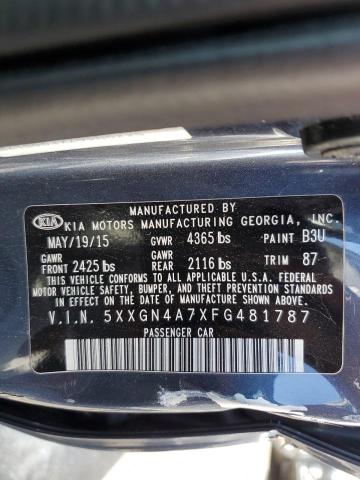 MANUFACTURED BY
KIA KIA MOTORS MANUFACTURING GEORGIA, INC.
MAY/19/15 GVWR 4365 lbs PAINT B3U
GAWR FRONT 2425 lbs GAWR REAR 2116 lbs TRIM 87
THIS VEHICLE CONFORMS TO ALL APPLICABLE U.S.A. FEDERAL
MOTOR VEHICLE SAFETY, BUMPER, AND THEFT PREVENTION STANDARDS
IN EFFECT ON THE DATE OF MANUFACTURE SHOWN ABOVE.
V.I.N. 5XXGN4A7XFG481787
PASSENGER CAR